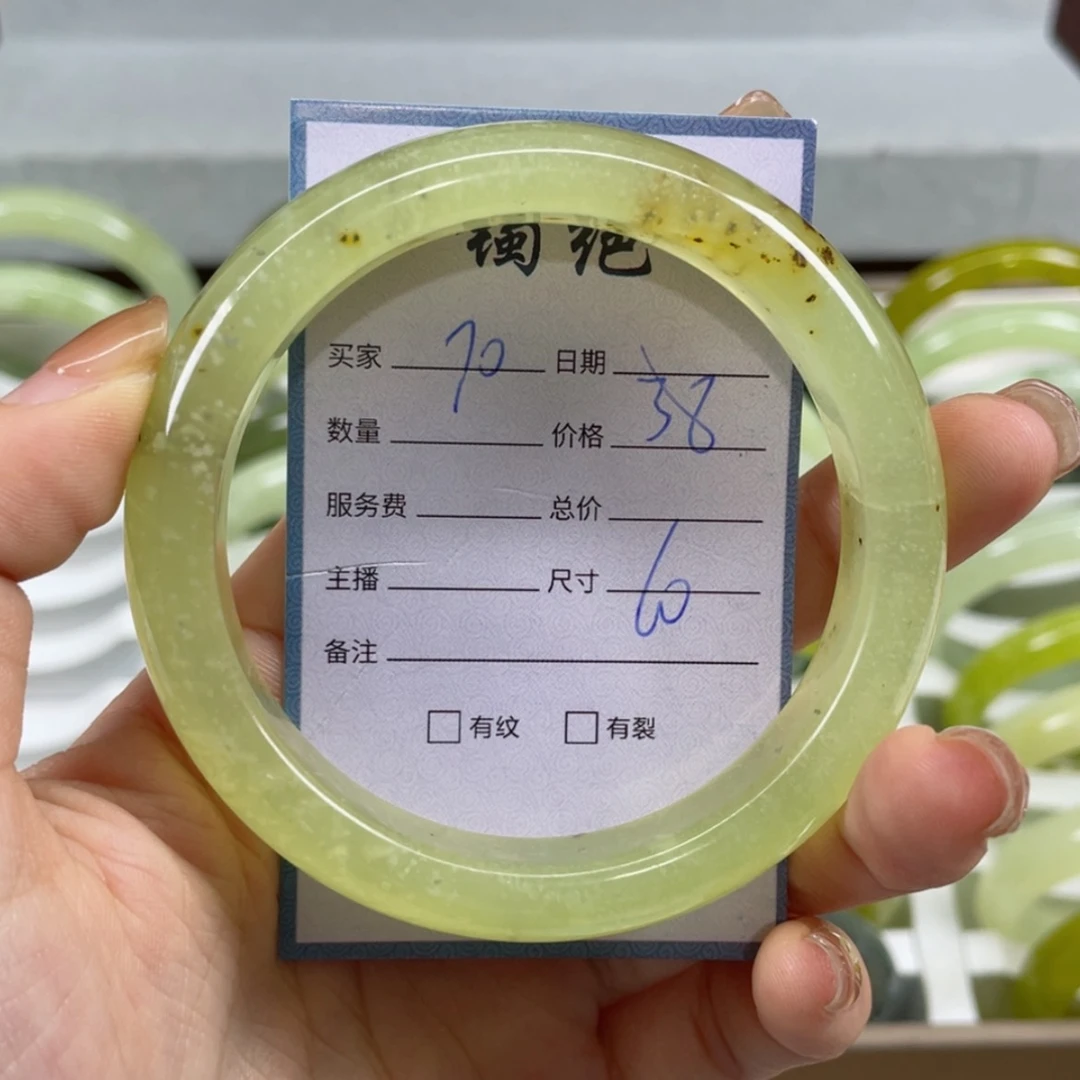 镯 袍
买家 70 日期
数量 价格 38
服务费 总价
主播 尺寸 60
备注
□ 有纹 □ 有裂